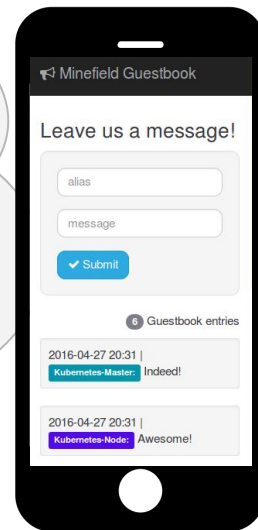 Minefield Guestbook
Leave us a message!
alias
message
Submit
6 Guestbook entries
2016-04-27 20:31 |
Kubernetes-Master: Indeed!
2016-04-27 20:31 |
Kubernetes-Node: Awesome!